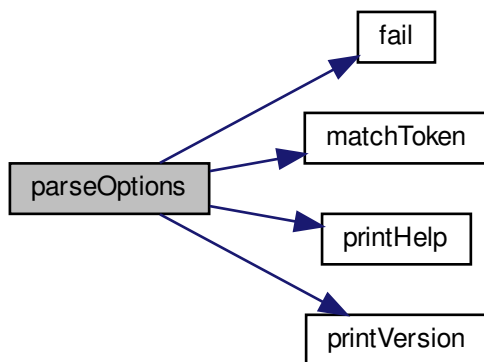 fail
matchToken
parseOptions
printHelp
printVersion